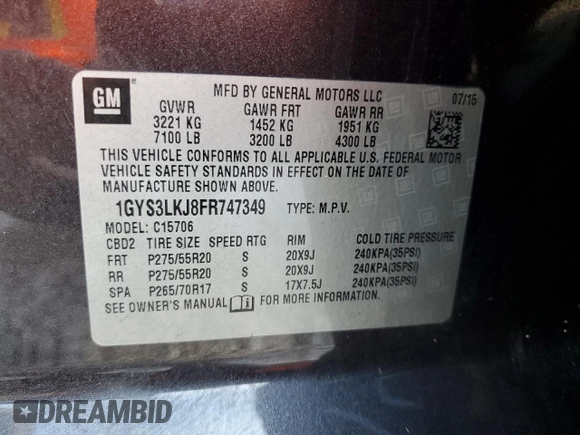 GM
MFD BY GENERAL MOTORS LLC 07/15
GVWR GAWR FRT GAWR RR
3221 KG 1452 KG 1951 KG
7100 LB 3200 LB 4300 LB
THIS VEHICLE CONFORMS TO ALL APPLICABLE U.S. FEDERAL MOTOR
VEHICLE SAFETY STANDARDS IN EFFECT ON THE DATE OF
MANUFACTURE SHOWN ABOVE.
1GYS3LKJ8FR747349 TYPE: M.P.V.
MODEL: C15706
CBD2 TIRE SIZE SPEED RTG RIM COLD TIRE PRESSURE
FRT P275/55R20 S 20X9J 240KPA(35PSI)
RR P275/55R20 S 20X9J 240KPA(35PSI)
SPA P265/70R17 S 17X7.5J 240KPA(35PSI)
SEE OWNER'S MANUAL i FOR MORE INFORMATION.
DREAMBID